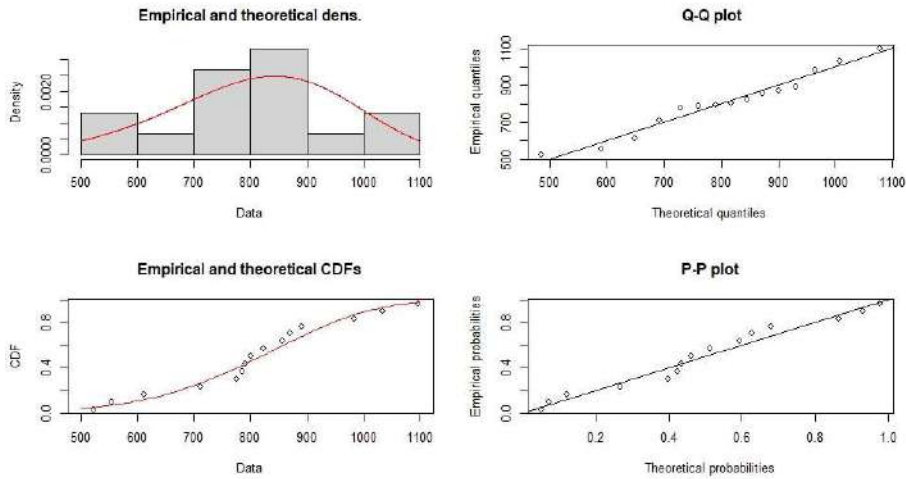 Empirical and theoretical dens.
Density
0.0000
0.0020
500 600 700 800 900 1000 1100
Data
Q-Q plot
Empirical quantiles
500
700
900
1100
500 600 700 800 900 1000 1100
Theoretical quantiles
Empirical and theoretical CDFs
CDF
0.0
0.4
0.8
500 600 700 800 900 1000 1100
Data
P-P plot
Empirical probabilities
0.0
0.4
0.8
0.2 0.4 0.6 0.8 1.0
Theoretical probabilities